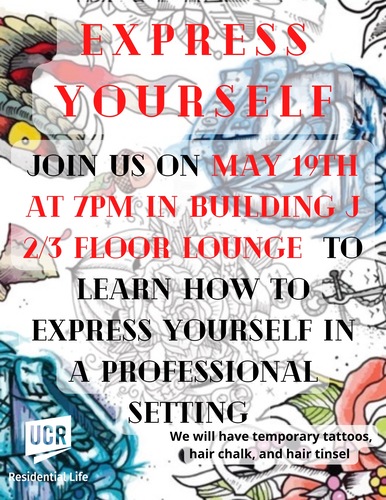 EXPRESS
YOURSELF
JOIN US ON MAY 19TH
AT 7PM IN BUILDING J
2/3 FLOOR LOUNGE TO
LEARN HOW TO
EXPRESS YOURSELF IN
A PROFESSIONAL
SETTING
We will have temporary tattoos,
hair chalk, and hair tinsel
UCR
Residential Life